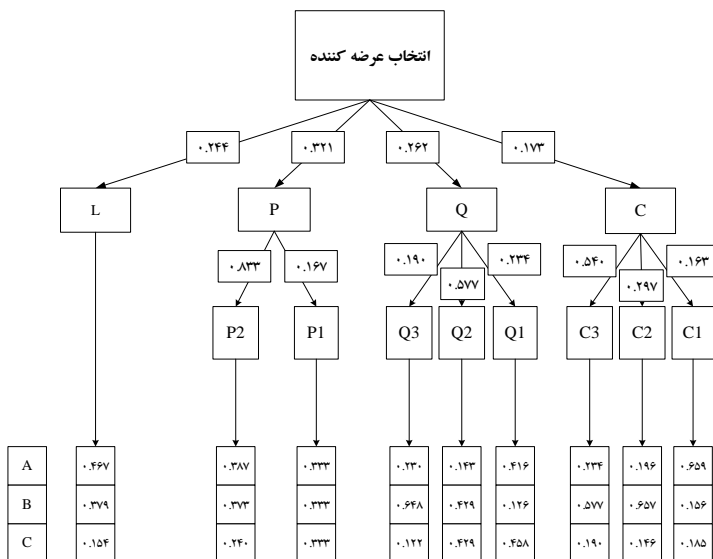 انتخاب عرضه کننده
۰.۲۴۴ ۰.۳۲۱ ۰.۲۶۲ ۰.۱۷۳
L P Q C
۰.۸۳۳ ۰.۱۶۷ ۰.۱۹۰ ۰.۵۷۷ ۰.۲۳۴ ۰.۵۴۰ ۰.۲۹۷ ۰.۱۶۳
P2 P1 Q3 Q2 Q1 C3 C2 C1
A ۰.۴۶۷ ۰.۳۸۷ ۰.۳۳۳ ۰.۲۳۰ ۰.۱۴۳ ۰.۴۱۶ ۰.۲۳۴ ۰.۱۹۶ ۰.۶۵۹
B ۰.۳۷۹ ۰.۳۷۳ ۰.۳۳۳ ۰.۶۴۸ ۰.۴۲۹ ۰.۱۲۶ ۰.۵۷۷ ۰.۶۵۷ ۰.۱۵۶
C ۰.۱۵۴ ۰.۲۴۰ ۰.۳۳۳ ۰.۱۲۲ ۰.۴۲۹ ۰.۴۵۸ ۰.۱۹۰ ۰.۱۴۶ ۰.۱۸۵